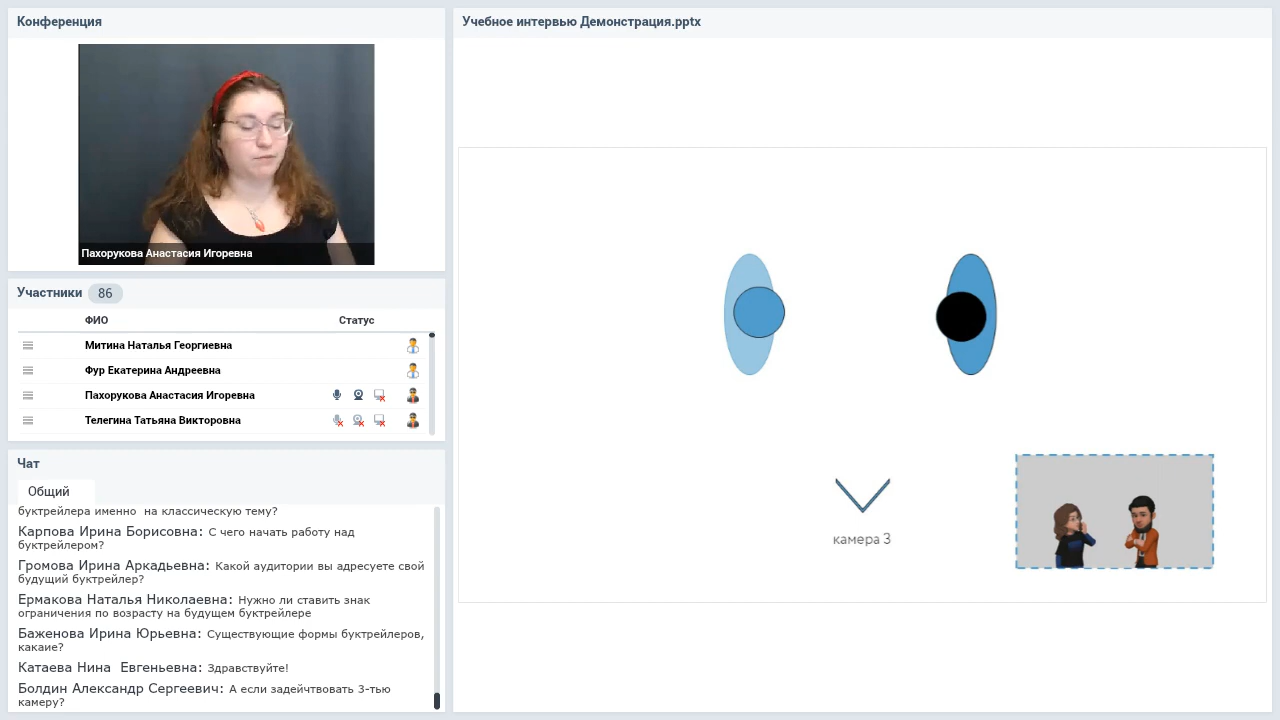 Конференция
Пахорукова Анастасия Игоревна
Участники 86
ФИО Статус
Митина Наталья Георгиевна
Фур Екатерина Андреевна
Пахорукова Анастасия Игоревна
Телегина Татьяна Викторовна
Чат
Общий
буктрейлера именно на классическую тему?
Карпова Ирина Борисовна: С чего начать работу над
буктрейлером?
Громова Ирина Аркадьевна: Какой аудитории вы адресуете свой
будущий буктрейлер?
Ермакова Наталья Николаевна: Нужно ли ставить знак
ограничения по возрасту на будущем буктрейлере
Баженова Ирина Юрьевна: Существующие формы буктрейлеров,
какаие?
Катаева Нина Евгеньевна: Здравствуйте!
Болдин Александр Сергеевич: А если задейчтвовать 3-тью
камеру?
Учебное интервью Демонстрация.pptx
камера 3